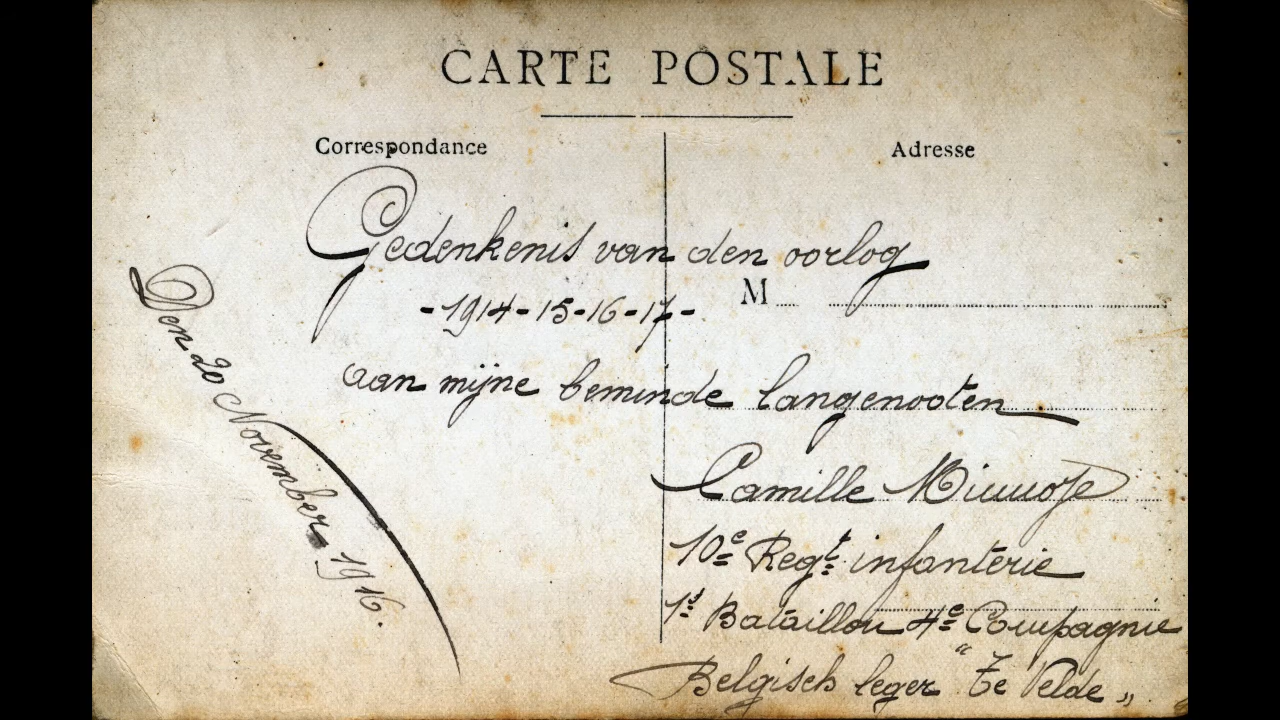 CARTE POSTALE
Correspondance
Adresse
Gedenkenis van den oorlog
M
-1914-15-16-17-
aan mijne beminde langenooten
Camille
10e Regt. infanterie
1s Bataillon 4e Compagnie
Belgisch leger "Te Velde"
Den 20 November 1916.